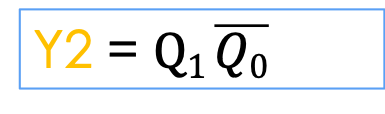 Y2 = Q₁ Q̅₀